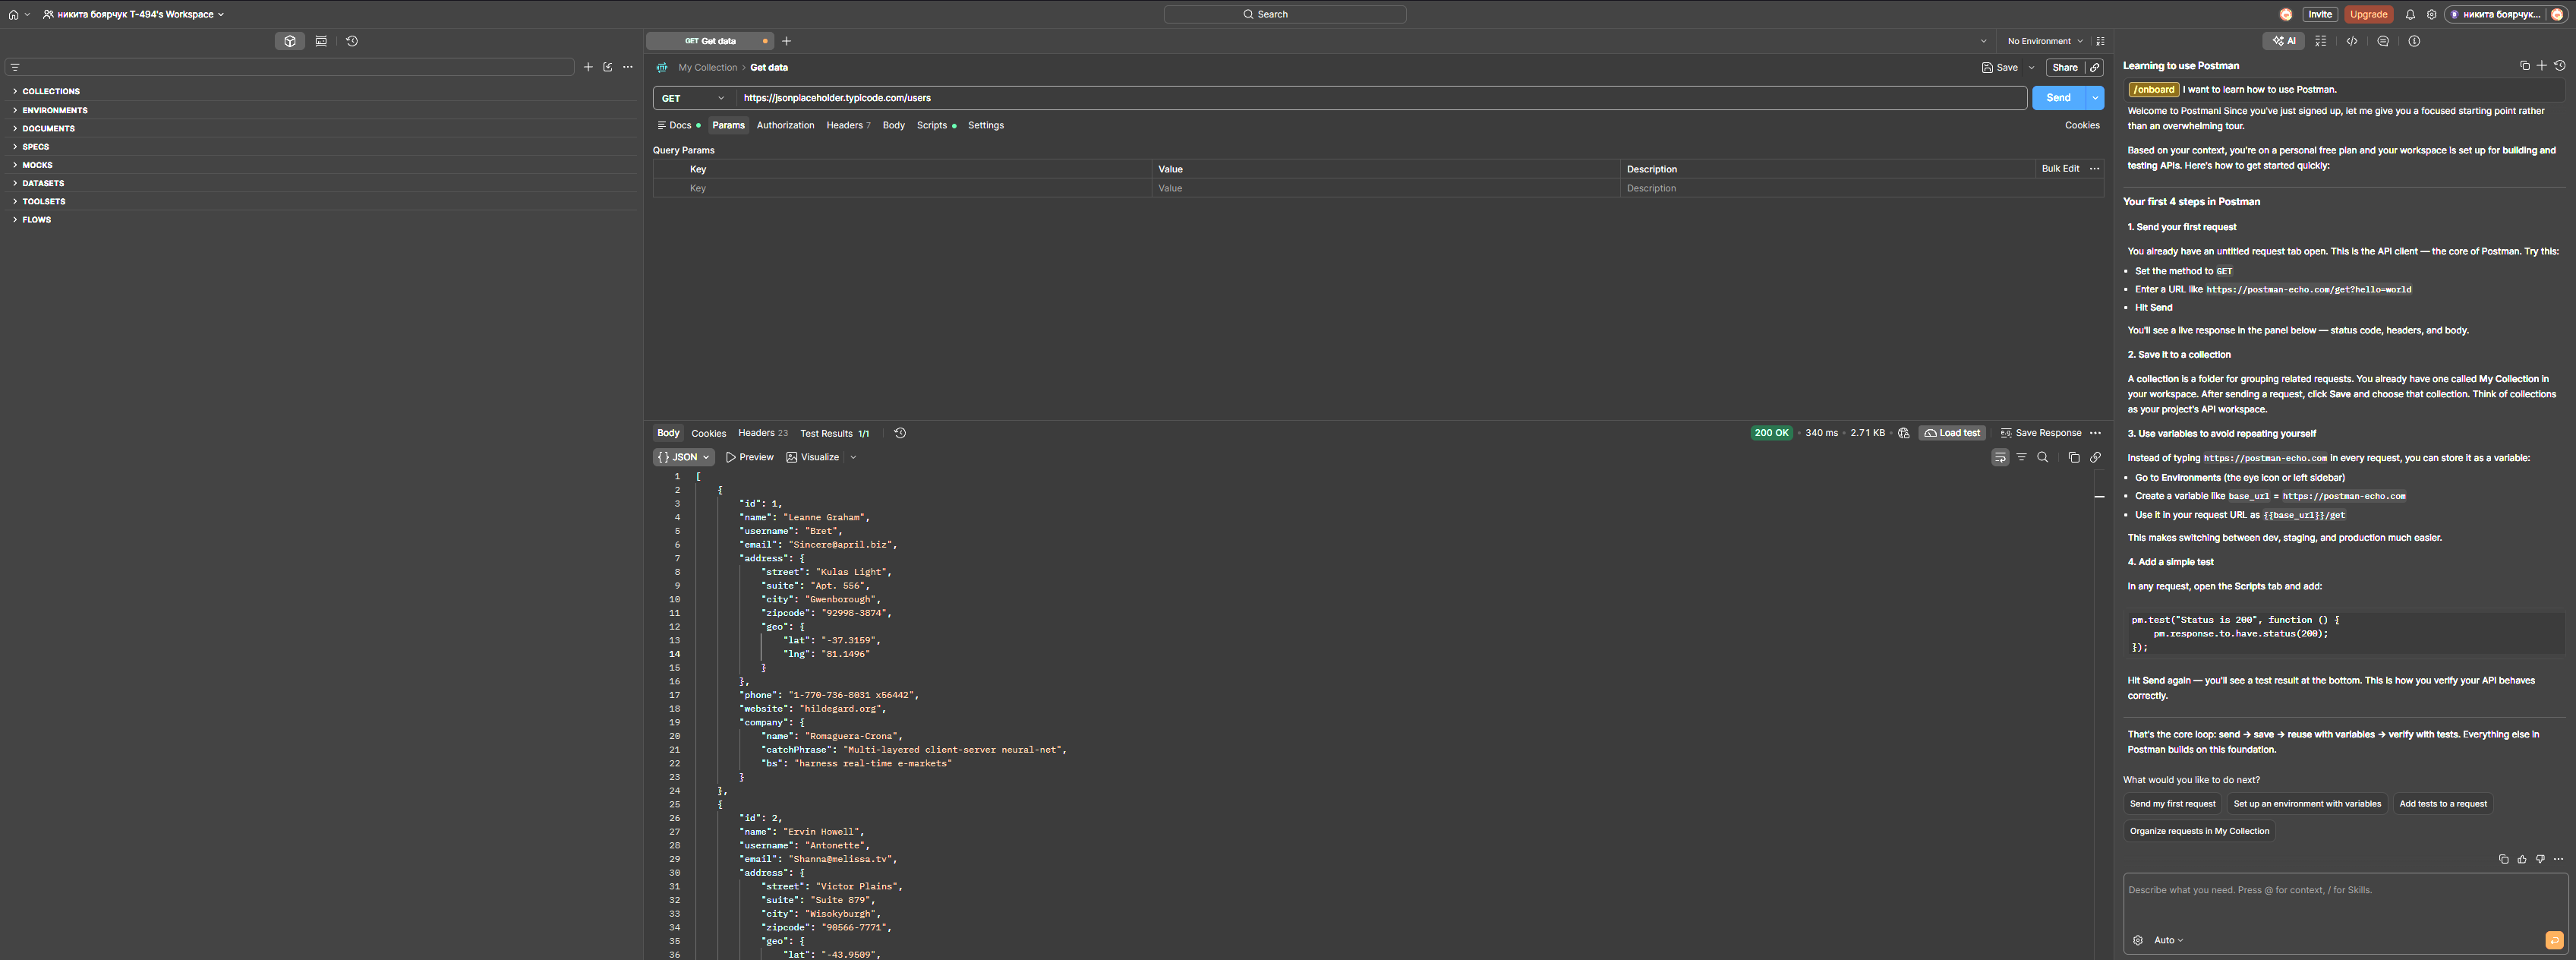 никита боярчук T-494's Workspace
Search
Invite
Upgrade
никита боярчук...
GET Get data
No Environment
AI
My Collection > Get data
Save
Share
COLLECTIONS
ENVIRONMENTS
DOCUMENTS
SPECS
MOCKS
DATASETS
TOOLSETS
FLOWS
GET
https://jsonplaceholder.typicode.com/users
Send
Docs
Params
Authorization
Headers 7
Body
Scripts
Settings
Cookies
Query Params
Key Value Description Bulk Edit
Key Value Description
Body Cookies Headers 23 Test Results 1/1
200 OK • 340 ms • 2.71 KB
Load test
e.g. Save Response
{ } JSON
Preview
Visualize
1 [
2 {
3 "id": 1,
4 "name": "Leanne Graham",
5 "username": "Bret",
6 "email": "Sincere@april.biz",
7 "address": {
8 "street": "Kulas Light",
9 "suite": "Apt. 556",
10 "city": "Gwenborough",
11 "zipcode": "92998-3874",
12 "geo": {
13 "lat": "-37.3159",
14 "lng": "81.1496"
15 }
16 },
17 "phone": "1-770-736-8031 x56442",
18 "website": "hildegard.org",
19 "company": {
20 "name": "Romaguera-Crona",
21 "catchPhrase": "Multi-layered client-server neural-net",
22 "bs": "harness real-time e-markets"
23 }
24 },
25 {
26 "id": 2,
27 "name": "Ervin Howell",
28 "username": "Antonette",
29 "email": "Shanna@melissa.tv",
30 "address": {
31 "street": "Victor Plains",
32 "suite": "Suite 879",
33 "city": "Wisokyburgh",
34 "zipcode": "90566-7771",
35 "geo": {
36 "lat": "-43.9509",
Learning to use Postman
/onboard I want to learn how to use Postman.
Welcome to Postman! Since you've just signed up, let me give you a focused starting point rather
than an overwhelming tour.
Based on your context, you're on a personal free plan and your workspace is set up for building and
testing APIs. Here's how to get started quickly:
Your first 4 steps in Postman
1. Send your first request
You already have an untitled request tab open. This is the API client — the core of Postman. Try this:
• Set the method to GET
• Enter a URL like https://postman-echo.com/get?hello=world
• Hit Send
You'll see a live response in the panel below — status code, headers, and body.
2. Save it to a collection
A collection is a folder for grouping related requests. You already have one called My Collection in
your workspace. After sending a request, click Save and choose that collection. Think of collections
as your project's API workspace.
3. Use variables to avoid repeating yourself
Instead of typing https://postman-echo.com in every request, you can store it as a variable:
• Go to Environments (the eye icon or left sidebar)
• Create a variable like base_url = https://postman-echo.com
• Use it in your request URL as {{base_url}}/get
This makes switching between dev, staging, and production much easier.
4. Add a simple test
In any request, open the Scripts tab and add:
pm.test("Status is 200", function () {
pm.response.to.have.status(200);
});
Hit Send again — you'll see a test result at the bottom. This is how you verify your API behaves
correctly.
That's the core loop: send → save → reuse with variables → verify with tests. Everything else in
Postman builds on this foundation.
What would you like to do next?
Send my first request
Set up an environment with variables
Add tests to a request
Organize requests in My Collection
Describe what you need. Press @ for context, / for Skills.
Auto